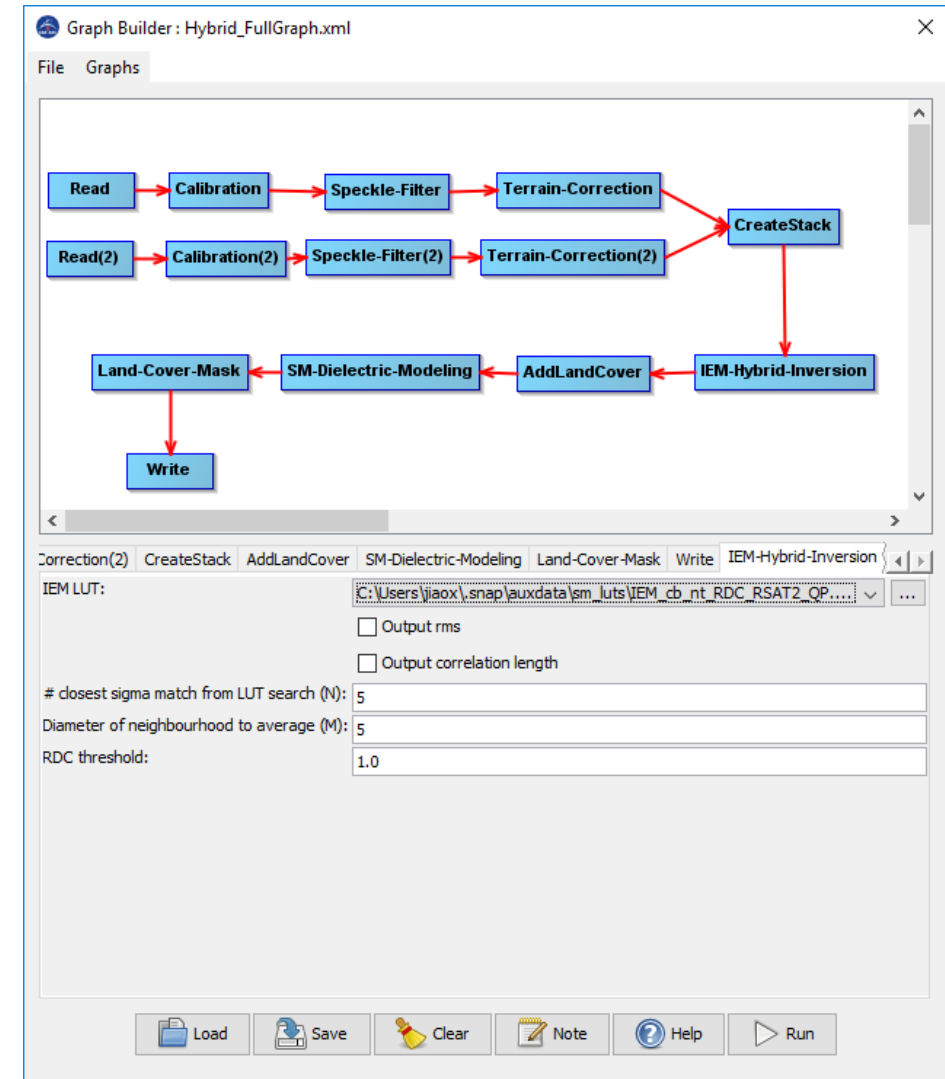 Graph Builder : Hybrid_FullGraph.xml
File Graphs
Read Calibration Speckle-Filter Terrain-Correction
CreateStack
Read(2) Calibration(2) Speckle-Filter(2) Terrain-Correction(2)
Land-Cover-Mask SM-Dielectric-Modeling AddLandCover IEM-Hybrid-Inversion
Write
Correction(2) CreateStack AddLandCover SM-Dielectric-Modeling Land-Cover-Mask Write IEM-Hybrid-Inversion
IEM LUT: C:\Users\jiaox\.snap\auxdata\sm_luts\IEM_cb_nt_RDC_RSAT2_QP.... ...
Output rms
Output correlation length
# closest sigma match from LUT search (N): 5
Diameter of neighbourhood to average (M): 5
RDC threshold: 1.0
Load Save Clear Note Help Run